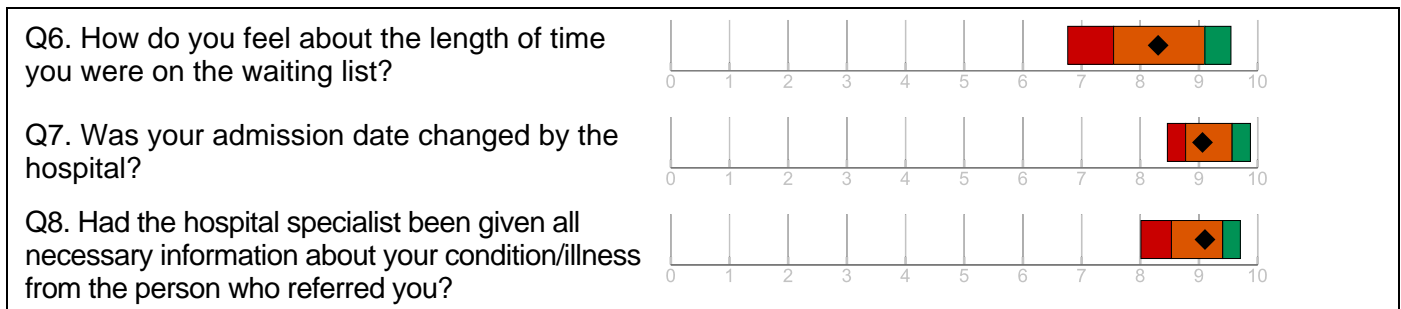 Q6. How do you feel about the length of time
you were on the waiting list?
0 1 2 3 4 5 6 7 8 9 10
Q7. Was your admission date changed by the
hospital?
0 1 2 3 4 5 6 7 8 9 10
Q8. Had the hospital specialist been given all
necessary information about your condition/illness
from the person who referred you?
0 1 2 3 4 5 6 7 8 9 10